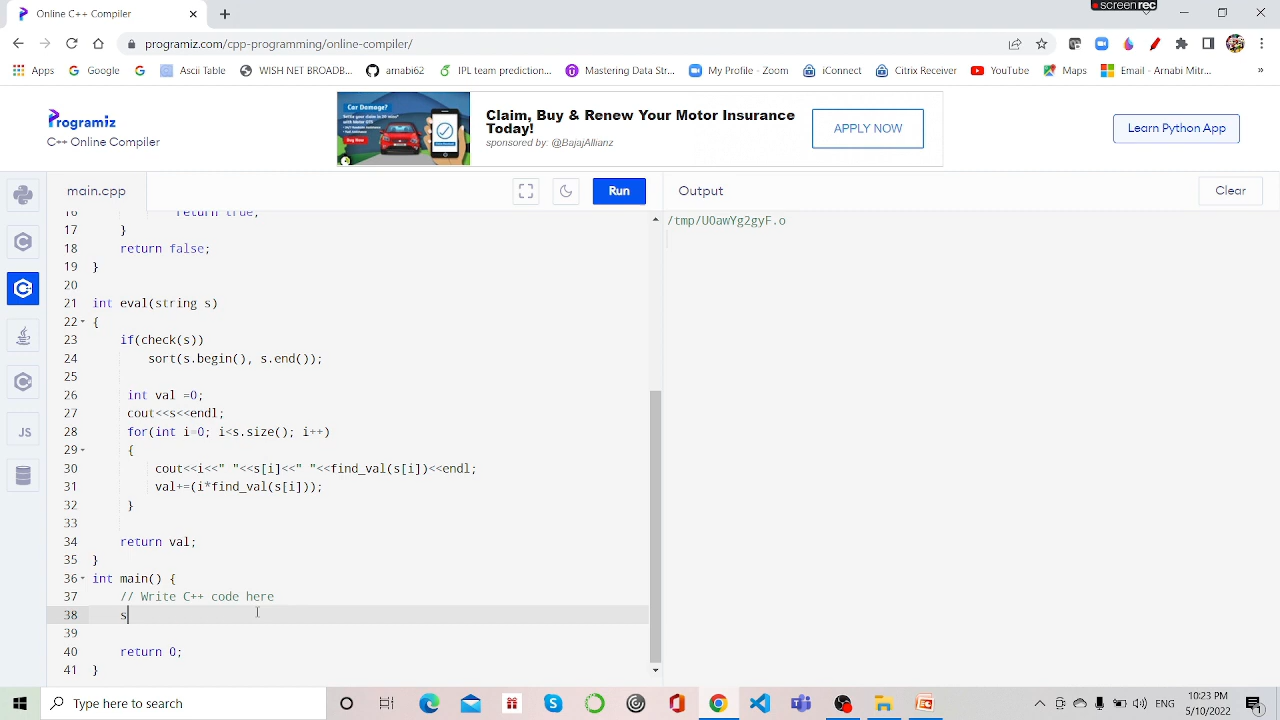 screenrec
Online C++ Compiler
programiz.com/cpp-programming/online-compiler/
Apps
Google
Ascii Table
WISH NET BROADB...
arnabi2
IPL team prediction...
Mastering Data S...
My Profile - Zoom
iConnect
Citrix Receiver
YouTube
Maps
Email - Arnabi Mitr...
»
Programiz
C++ Online Compiler
Car Damage?
Claim, Buy & Renew Your Motor Insurance
Today!
sponsored by: @BajajAllianz
APPLY NOW
Learn Python App
main.cpp
Run
Output
Clear
/tmp/UOawYg2gyF.o
JS
16 return true;
17 }
18 return false;
19 }
20
21 int eval(string s)
22 {
23 if(check(s))
24 sort(s.begin(), s.end());
25
26 int val =0;
27 cout<<s<<endl;
28 for(int i=0; i<s.size(); i++)
29 {
30 cout<<i<<" "<<s[i]<<" "<<find_val(s[i])<<endl;
31 val+=(i*find_val(s[i]));
32 }
33
34 return val;
35 }
36 int main() {
37 // Write C++ code here
38 s
39
40 return 0;
41 }
Type here to search
ENG
10:23 PM
5/10/2022